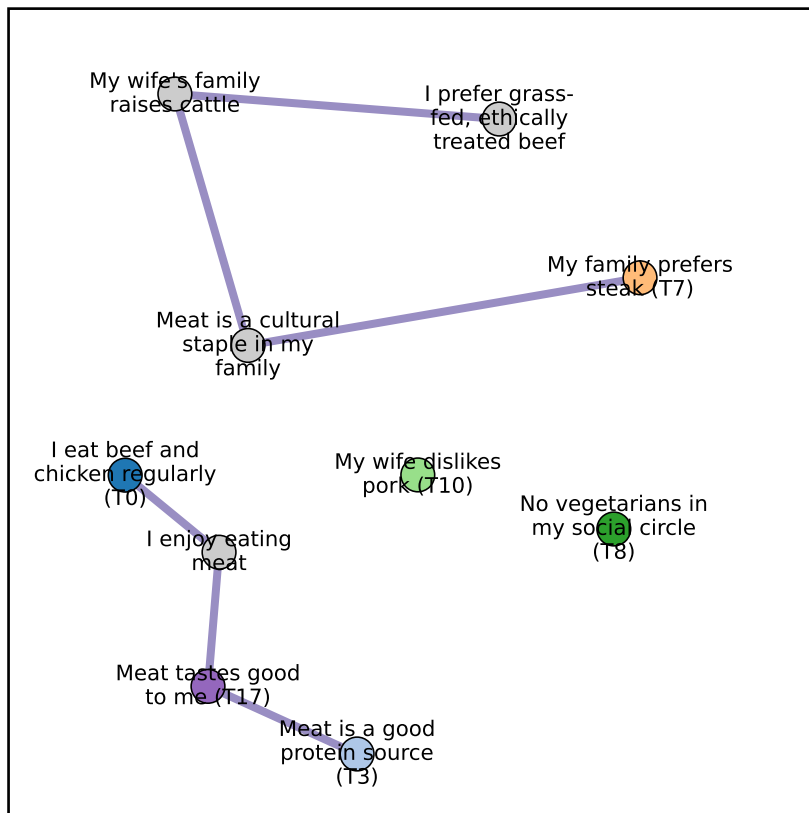 My wife's family
raises cattle
I prefer grass-
fed, ethically
treated beef
My family prefers
steak (T7)
Meat is a cultural
staple in my
family
I eat beef and
chicken regularly
(T0)
My wife dislikes
pork (T10)
No vegetarians in
my social circle
(T8)
I enjoy eating
meat
Meat tastes good
to me (T17)
Meat is a good
protein source
(T3)